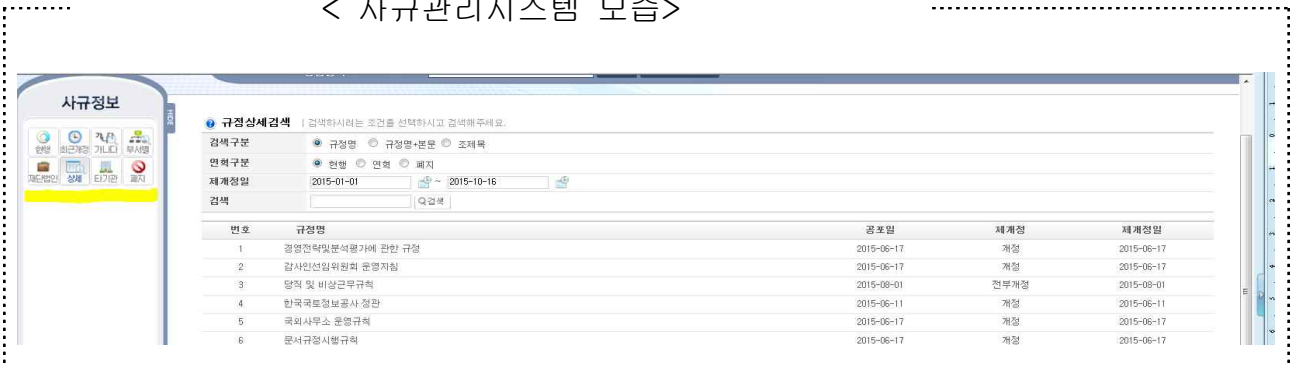 < 사규관리시스템 모습>
사규정보
HIDE
현행 최근개정 가나다 부서별
재단법인 상세 타기관 폐지
규정상세검색 | 검색하시려는 조건을 선택하시고 검색해주세요.
검색구분 규정명 규정명+본문 조제목
연혁구분 현행 연혁 폐지
제개정일 2015-01-01 ~ 2015-10-16
검색 검색
번호 규정명 공포일 제개정 제개정일
1 경영전략및분석평가에 관한 규정 2015-06-17 개정 2015-06-17
2 감사인선임위원회 운영지침 2015-06-17 개정 2015-06-17
3 당직 및 비상근무규칙 2015-08-01 전부개정 2015-08-01
4 한국국토정보공사 정관 2015-06-11 개정 2015-06-11
5 국외사무소 운영규칙 2015-06-17 개정 2015-06-17
6 문서규정시행규칙 2015-06-17 개정 2015-06-17